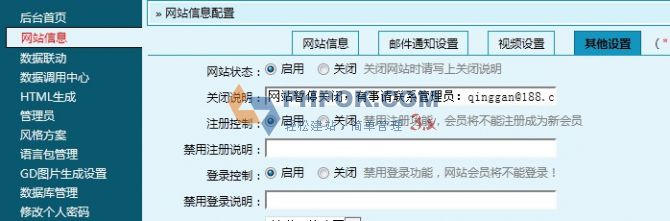 后台首页
网站信息
数据联动
数据调用中心
HTML生成
管理员
风格方案
语言包管理
GD图片生成设置
数据库管理
修改个人密码
» 网站信息配置
网站信息 邮件通知设置 视频设置 其他设置 ( *
网站状态： 启用 关闭 关闭网站时请写上关闭说明
关闭说明： 网站暂停关闭，有事请联系管理员：qinggan@188.c
注册控制： 启用 关闭 禁用注册功能，会员将不能注册成为新会员
PHPOK.COM
轻松建站，简单管理 3.x
禁用注册说明：
登录控制： 启用 关闭 禁用登录功能，网站会员将不能登录！
禁用登录说明：